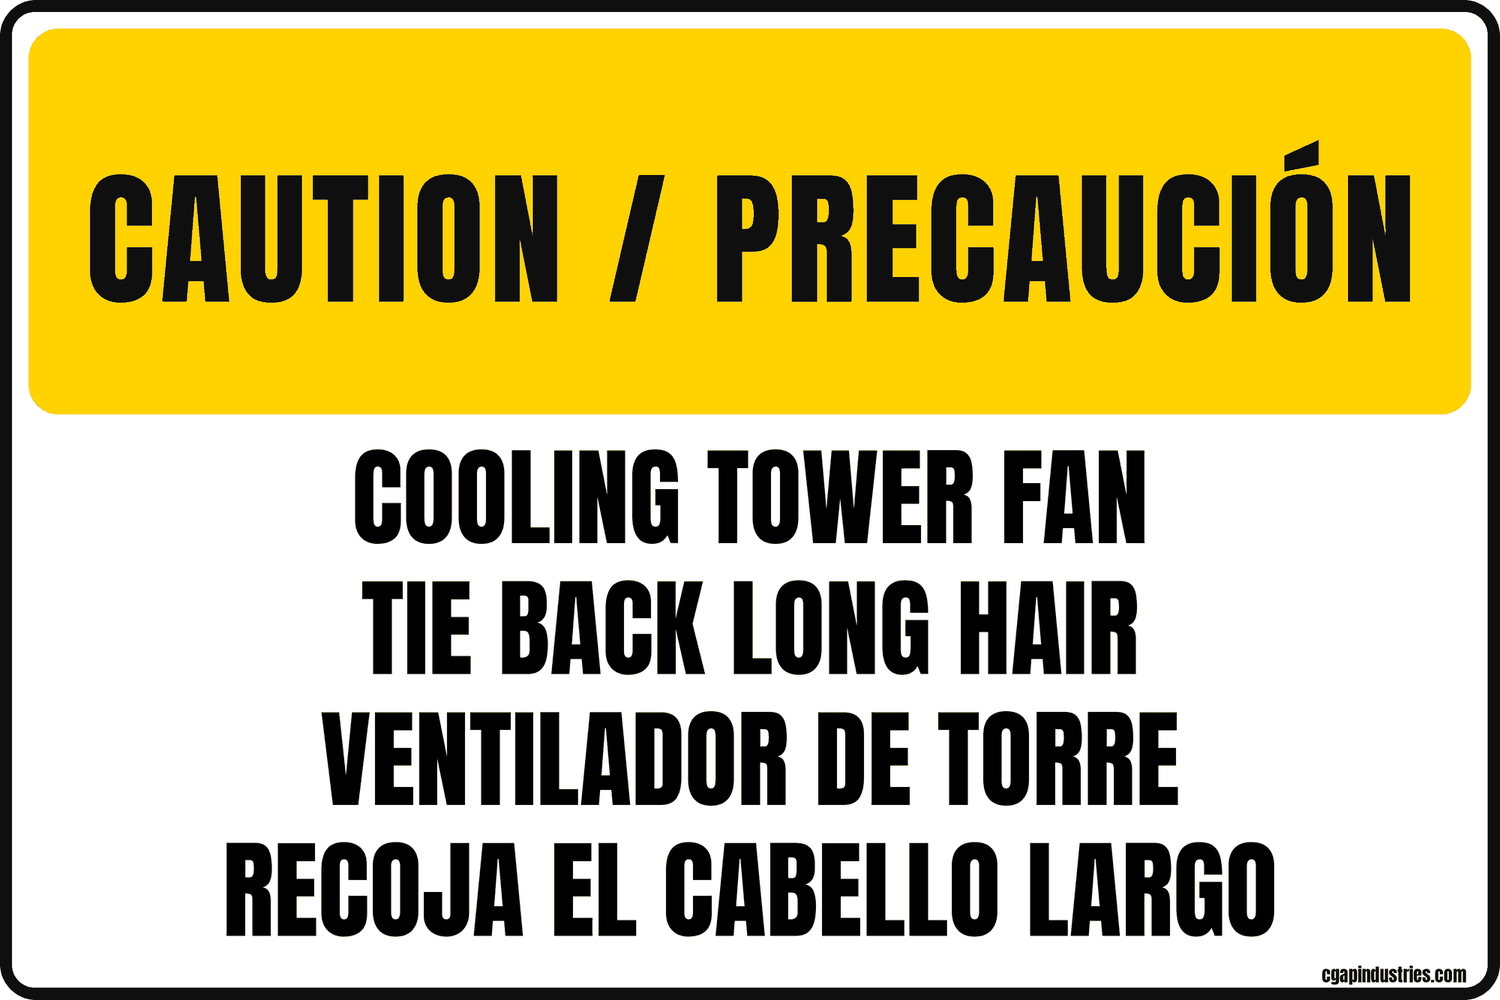 CAUTION / PRECAUCIÓN
COOLING TOWER FAN
TIE BACK LONG HAIR
VENTILADOR DE TORRE
RECOJA EL CABELLO LARGO
cgapindustries.com